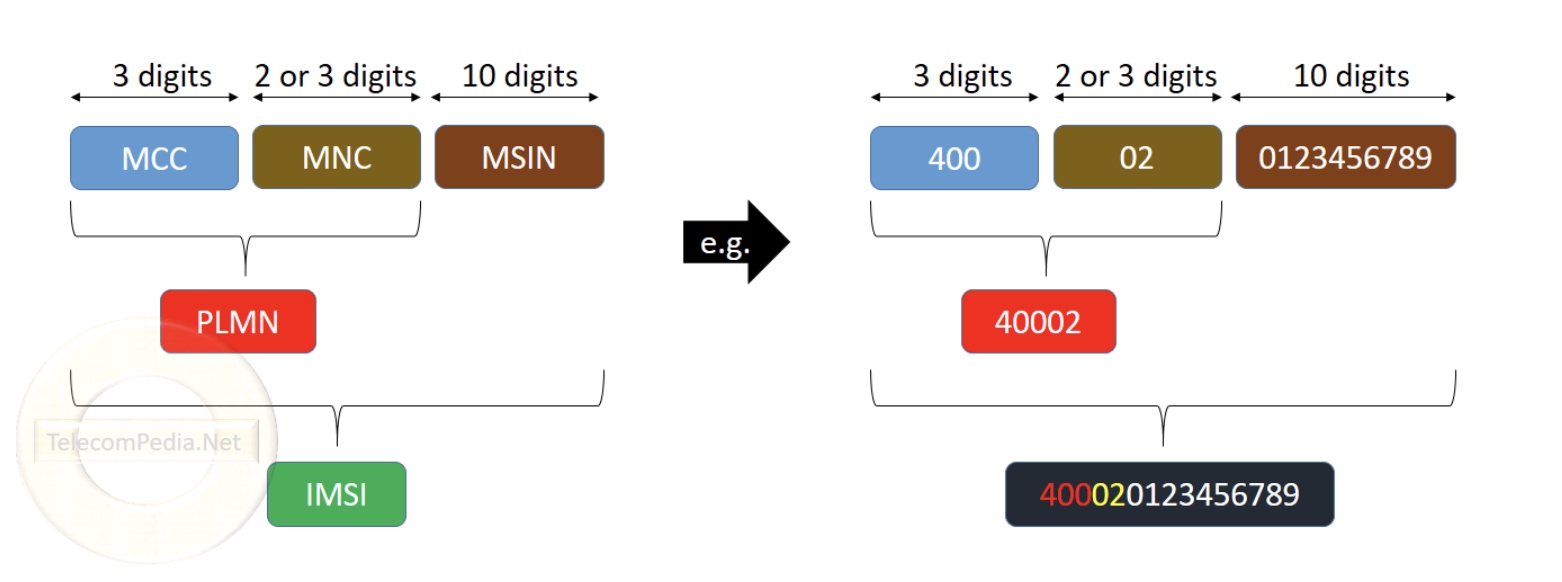 3 digits 2 or 3 digits 10 digits
MCC MNC MSIN
PLMN
IMSI
e.g.
3 digits 2 or 3 digits 10 digits
400 02 0123456789
40002
400020123456789
TelecomPedia.Net